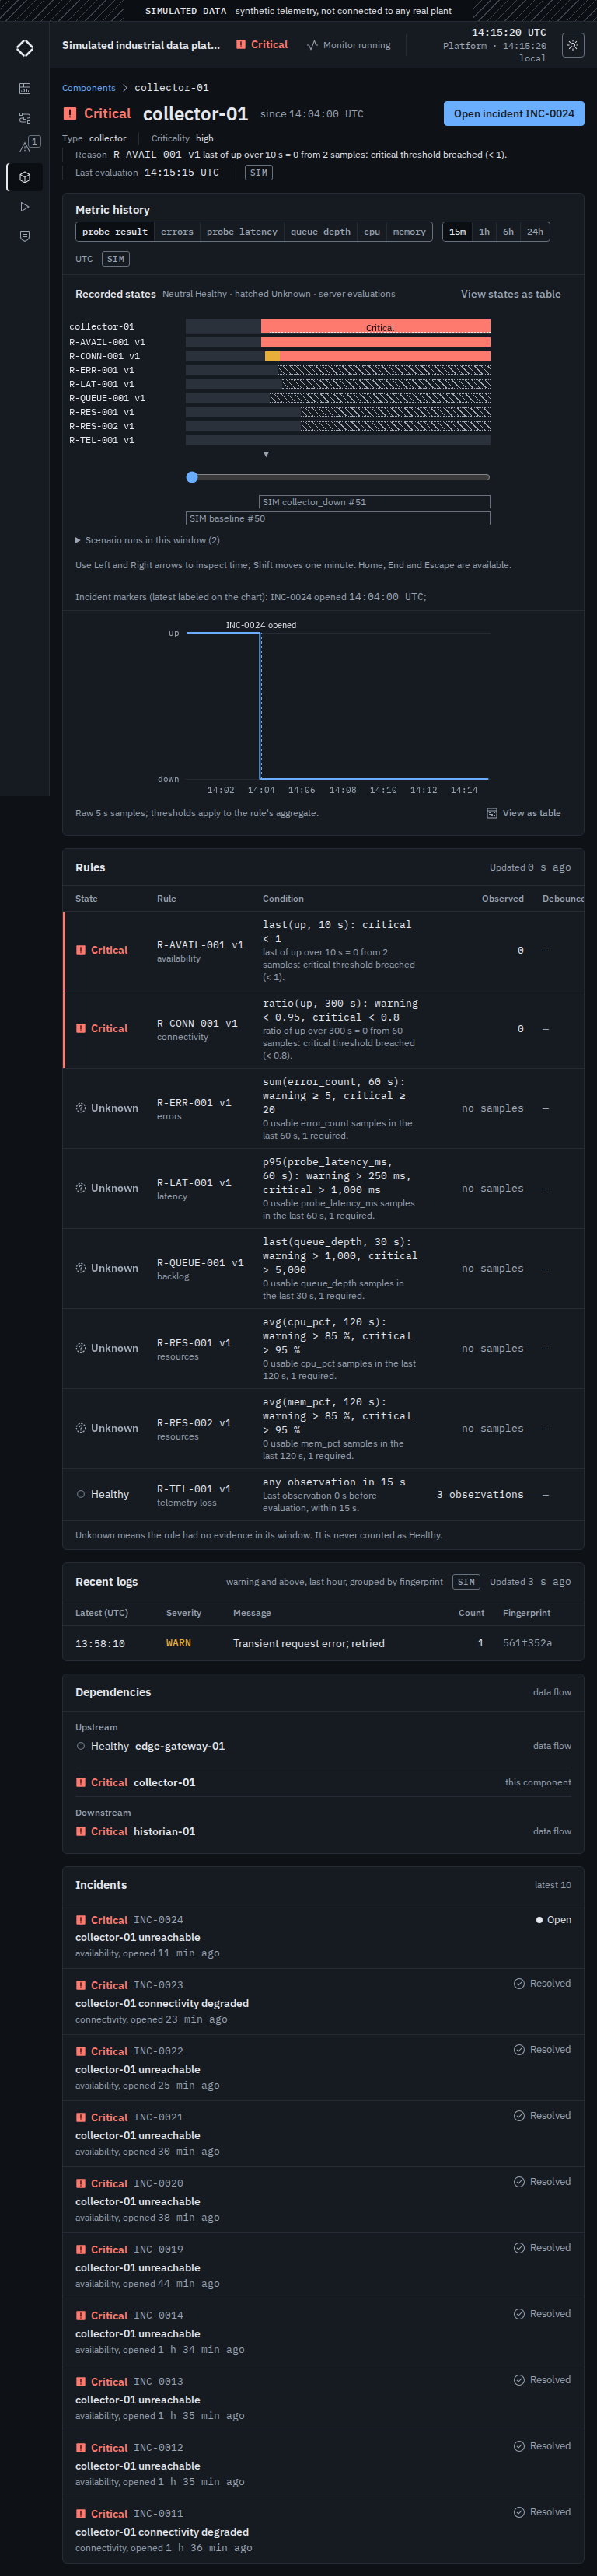 SIMULATED DATA synthetic telemetry, not connected to any real plant
Simulated industrial data plat... Critical Monitor running 14:15:20 UTC
Platform · 14:15:20
local
1
Components > collector-01
Critical collector-01 since 14:04:00 UTC Open incident INC-0024
Type collector Criticality high
Reason R-AVAIL-001 v1 last of up over 10 s = 0 from 2 samples: critical threshold breached (< 1).
Last evaluation 14:15:15 UTC SIM
Metric history
probe result errors probe latency queue depth cpu memory 15m 1h 6h 24h
UTC SIM
Recorded states Neutral Healthy · hatched Unknown · server evaluations View states as table
collector-01 Critical
R-AVAIL-001 v1
R-CONN-001 v1
R-ERR-001 v1
R-LAT-001 v1
R-QUEUE-001 v1
R-RES-001 v1
R-RES-002 v1
R-TEL-001 v1
SIM collector_down #51
SIM baseline #50
Scenario runs in this window (2)
Use Left and Right arrows to inspect time; Shift moves one minute. Home, End and Escape are available.
Incident markers (latest labeled on the chart): INC-0024 opened 14:04:00 UTC;
INC-0024 opened
up
down
14:02 14:04 14:06 14:08 14:10 14:12 14:14
Raw 5 s samples; thresholds apply to the rule's aggregate. View as table
Rules Updated 0 s ago
State Rule Condition Observed Debounce
Critical R-AVAIL-001 v1 availability last(up, 10 s): critical
< 1
last of up over 10 s = 0 from 2
samples: critical threshold breached
(< 1). 0 —
Critical R-CONN-001 v1 connectivity ratio(up, 300 s): warning
< 0.95, critical < 0.8
ratio of up over 300 s = 0 from 60
samples: critical threshold breached
(< 0.8). 0 —
Unknown R-ERR-001 v1 errors sum(error_count, 60 s):
warning ≥ 5, critical ≥
20
0 usable error_count samples in the
last 60 s, 1 required. no samples —
Unknown R-LAT-001 v1 latency p95(probe_latency_ms,
60 s): warning > 250 ms,
critical > 1,000 ms
0 usable probe_latency_ms samples
in the last 60 s, 1 required. no samples —
Unknown R-QUEUE-001 v1 backlog last(queue_depth, 30 s):
warning > 1,000, critical
> 5,000
0 usable queue_depth samples in
the last 30 s, 1 required. no samples —
Unknown R-RES-001 v1 resources avg(cpu_pct, 120 s):
warning > 85 %, critical
> 95 %
0 usable cpu_pct samples in the last
120 s, 1 required. no samples —
Unknown R-RES-002 v1 resources avg(mem_pct, 120 s):
warning > 85 %, critical
> 95 %
0 usable mem_pct samples in the
last 120 s, 1 required. no samples —
Healthy R-TEL-001 v1 telemetry loss any observation in 15 s
Last observation 0 s before
evaluation, within 15 s. 3 observations —
Unknown means the rule had no evidence in its window. It is never counted as Healthy.
Recent logs warning and above, last hour, grouped by fingerprint SIM Updated 3 s ago
Latest (UTC) Severity Message Count Fingerprint
13:58:10 WARN Transient request error; retried 1 561f352a
Dependencies data flow
Upstream
Healthy edge-gateway-01 data flow
Critical collector-01 this component
Downstream
Critical historian-01 data flow
Incidents latest 10
Critical INC-0024 Open
collector-01 unreachable
availability, opened 11 min ago
Critical INC-0023 Resolved
collector-01 connectivity degraded
connectivity, opened 23 min ago
Critical INC-0022 Resolved
collector-01 unreachable
availability, opened 25 min ago
Critical INC-0021 Resolved
collector-01 unreachable
availability, opened 30 min ago
Critical INC-0020 Resolved
collector-01 unreachable
availability, opened 38 min ago
Critical INC-0019 Resolved
collector-01 unreachable
availability, opened 44 min ago
Critical INC-0014 Resolved
collector-01 unreachable
availability, opened 1 h 34 min ago
Critical INC-0013 Resolved
collector-01 unreachable
availability, opened 1 h 35 min ago
Critical INC-0012 Resolved
collector-01 unreachable
availability, opened 1 h 35 min ago
Critical INC-0011 Resolved
collector-01 connectivity degraded
connectivity, opened 1 h 36 min ago